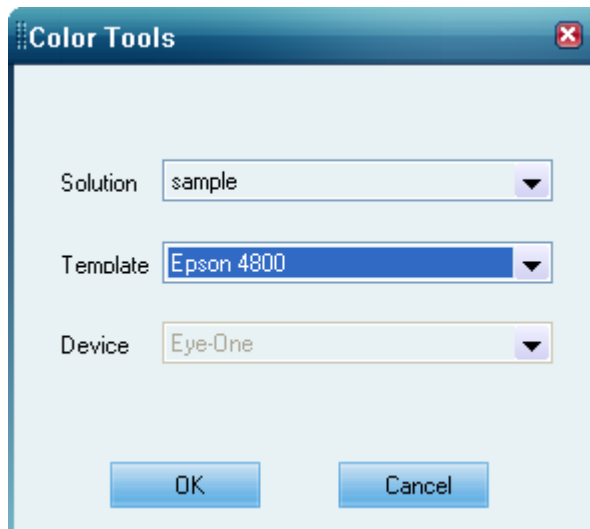 Color Tools
Solution sample
Template Epson 4800
Device Eye-One
OK Cancel